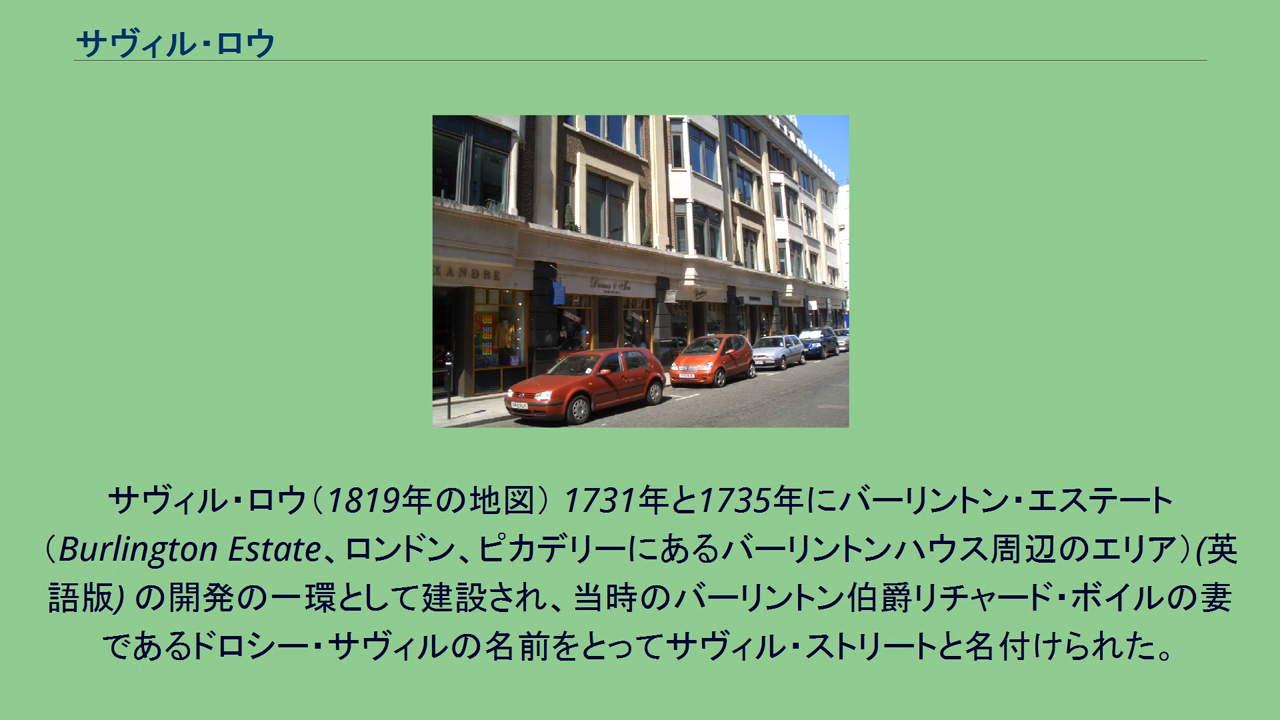 サヴィル・ロウ
XANDRE
Davies & Son
サヴィル・ロウ（1819年の地図） 1731年と1735年にバーリントン・エステート
（Burlington Estate、ロンドン、ピカデリーにあるバーリントンハウス周辺のエリア）(英
語版) の開発の一環として建設され、当時のバーリントン伯爵リチャード・ボイルの妻
であるドロシー・サヴィルの名前をとってサヴィル・ストリートと名付けられた。